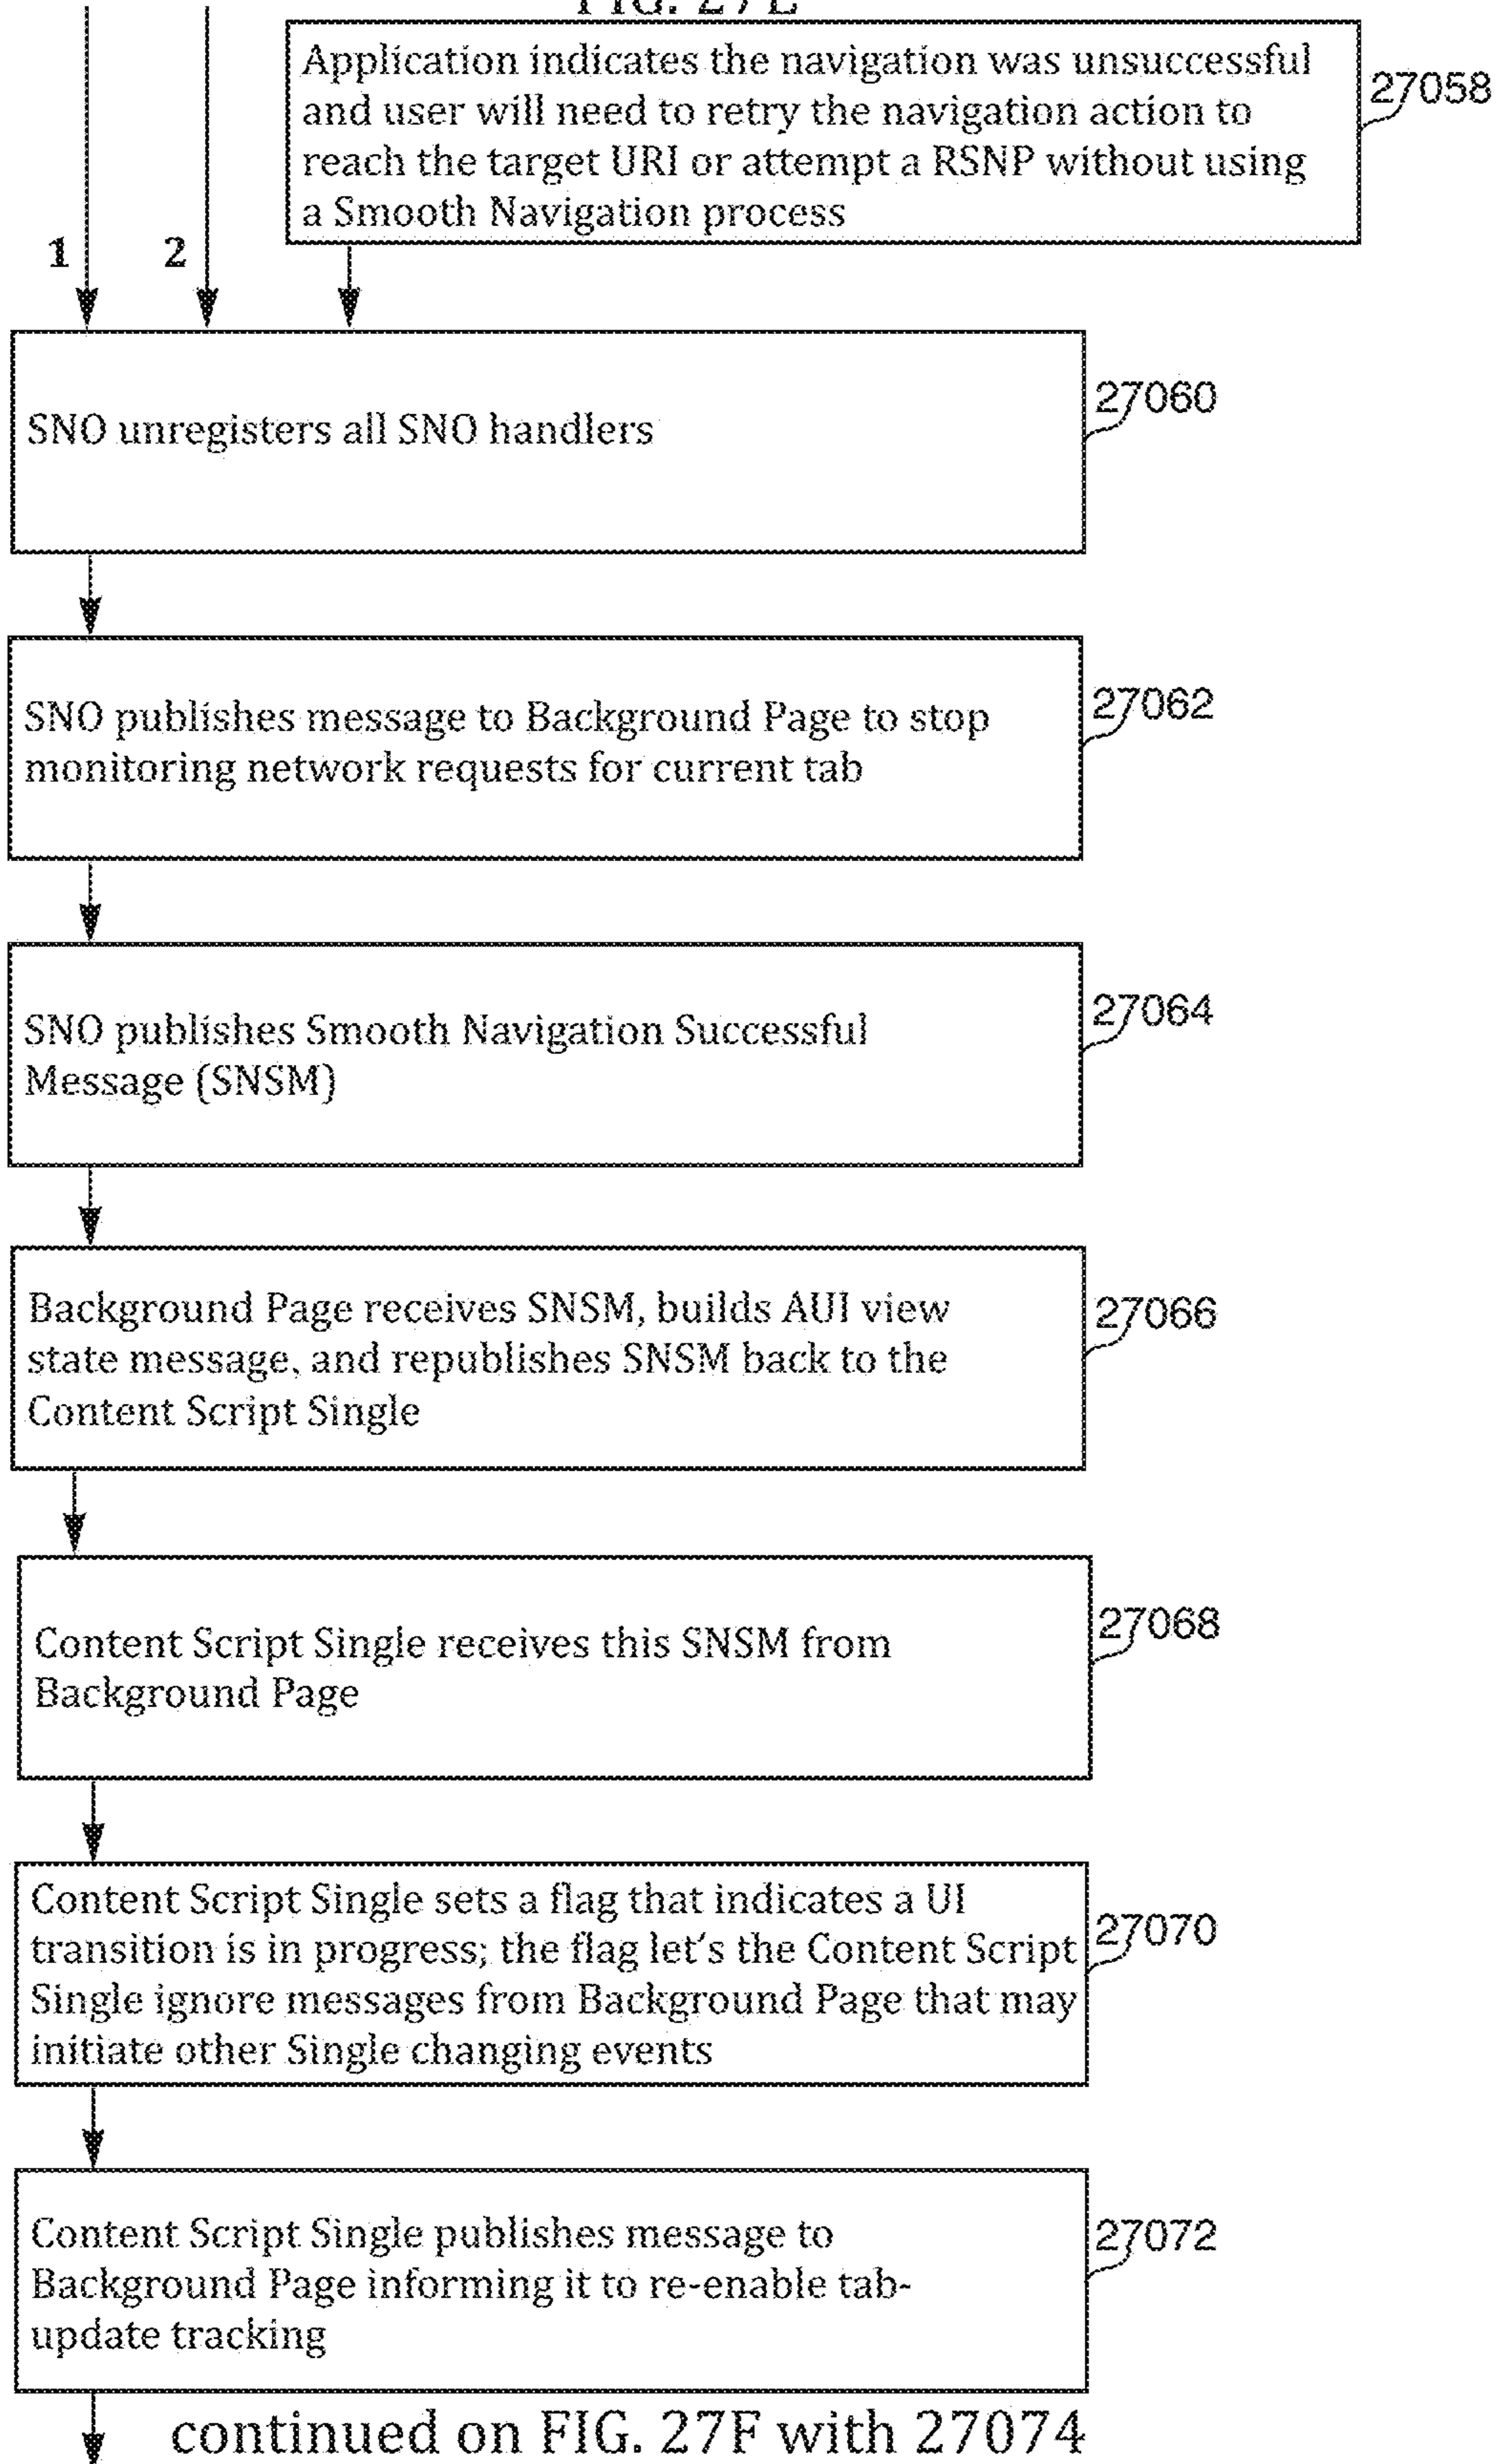 FIG. 27E
Application indicates the navigation was unsuccessful
and user will need to retry the navigation action to
reach the target URI or attempt a RSNP without using
a Smooth Navigation process
27058
1
2
SNO unregisters all SNO handlers
27060
SNO publishes message to Background Page to stop
monitoring network requests for current tab
27062
SNO publishes Smooth Navigation Successful
Message (SNSM)
27064
Background Page receives SNSM, builds AUI view
state message, and republishes SNSM back to the
Content Script Single
27066
Content Script Single receives this SNSM from
Background Page
27068
Content Script Single sets a flag that indicates a UI
transition is in progress; the flag let's the Content Script
Single ignore messages from Background Page that may
initiate other Single changing events
27070
Content Script Single publishes message to
Background Page informing it to re-enable tab-
update tracking
27072
continued on FIG. 27F with 27074